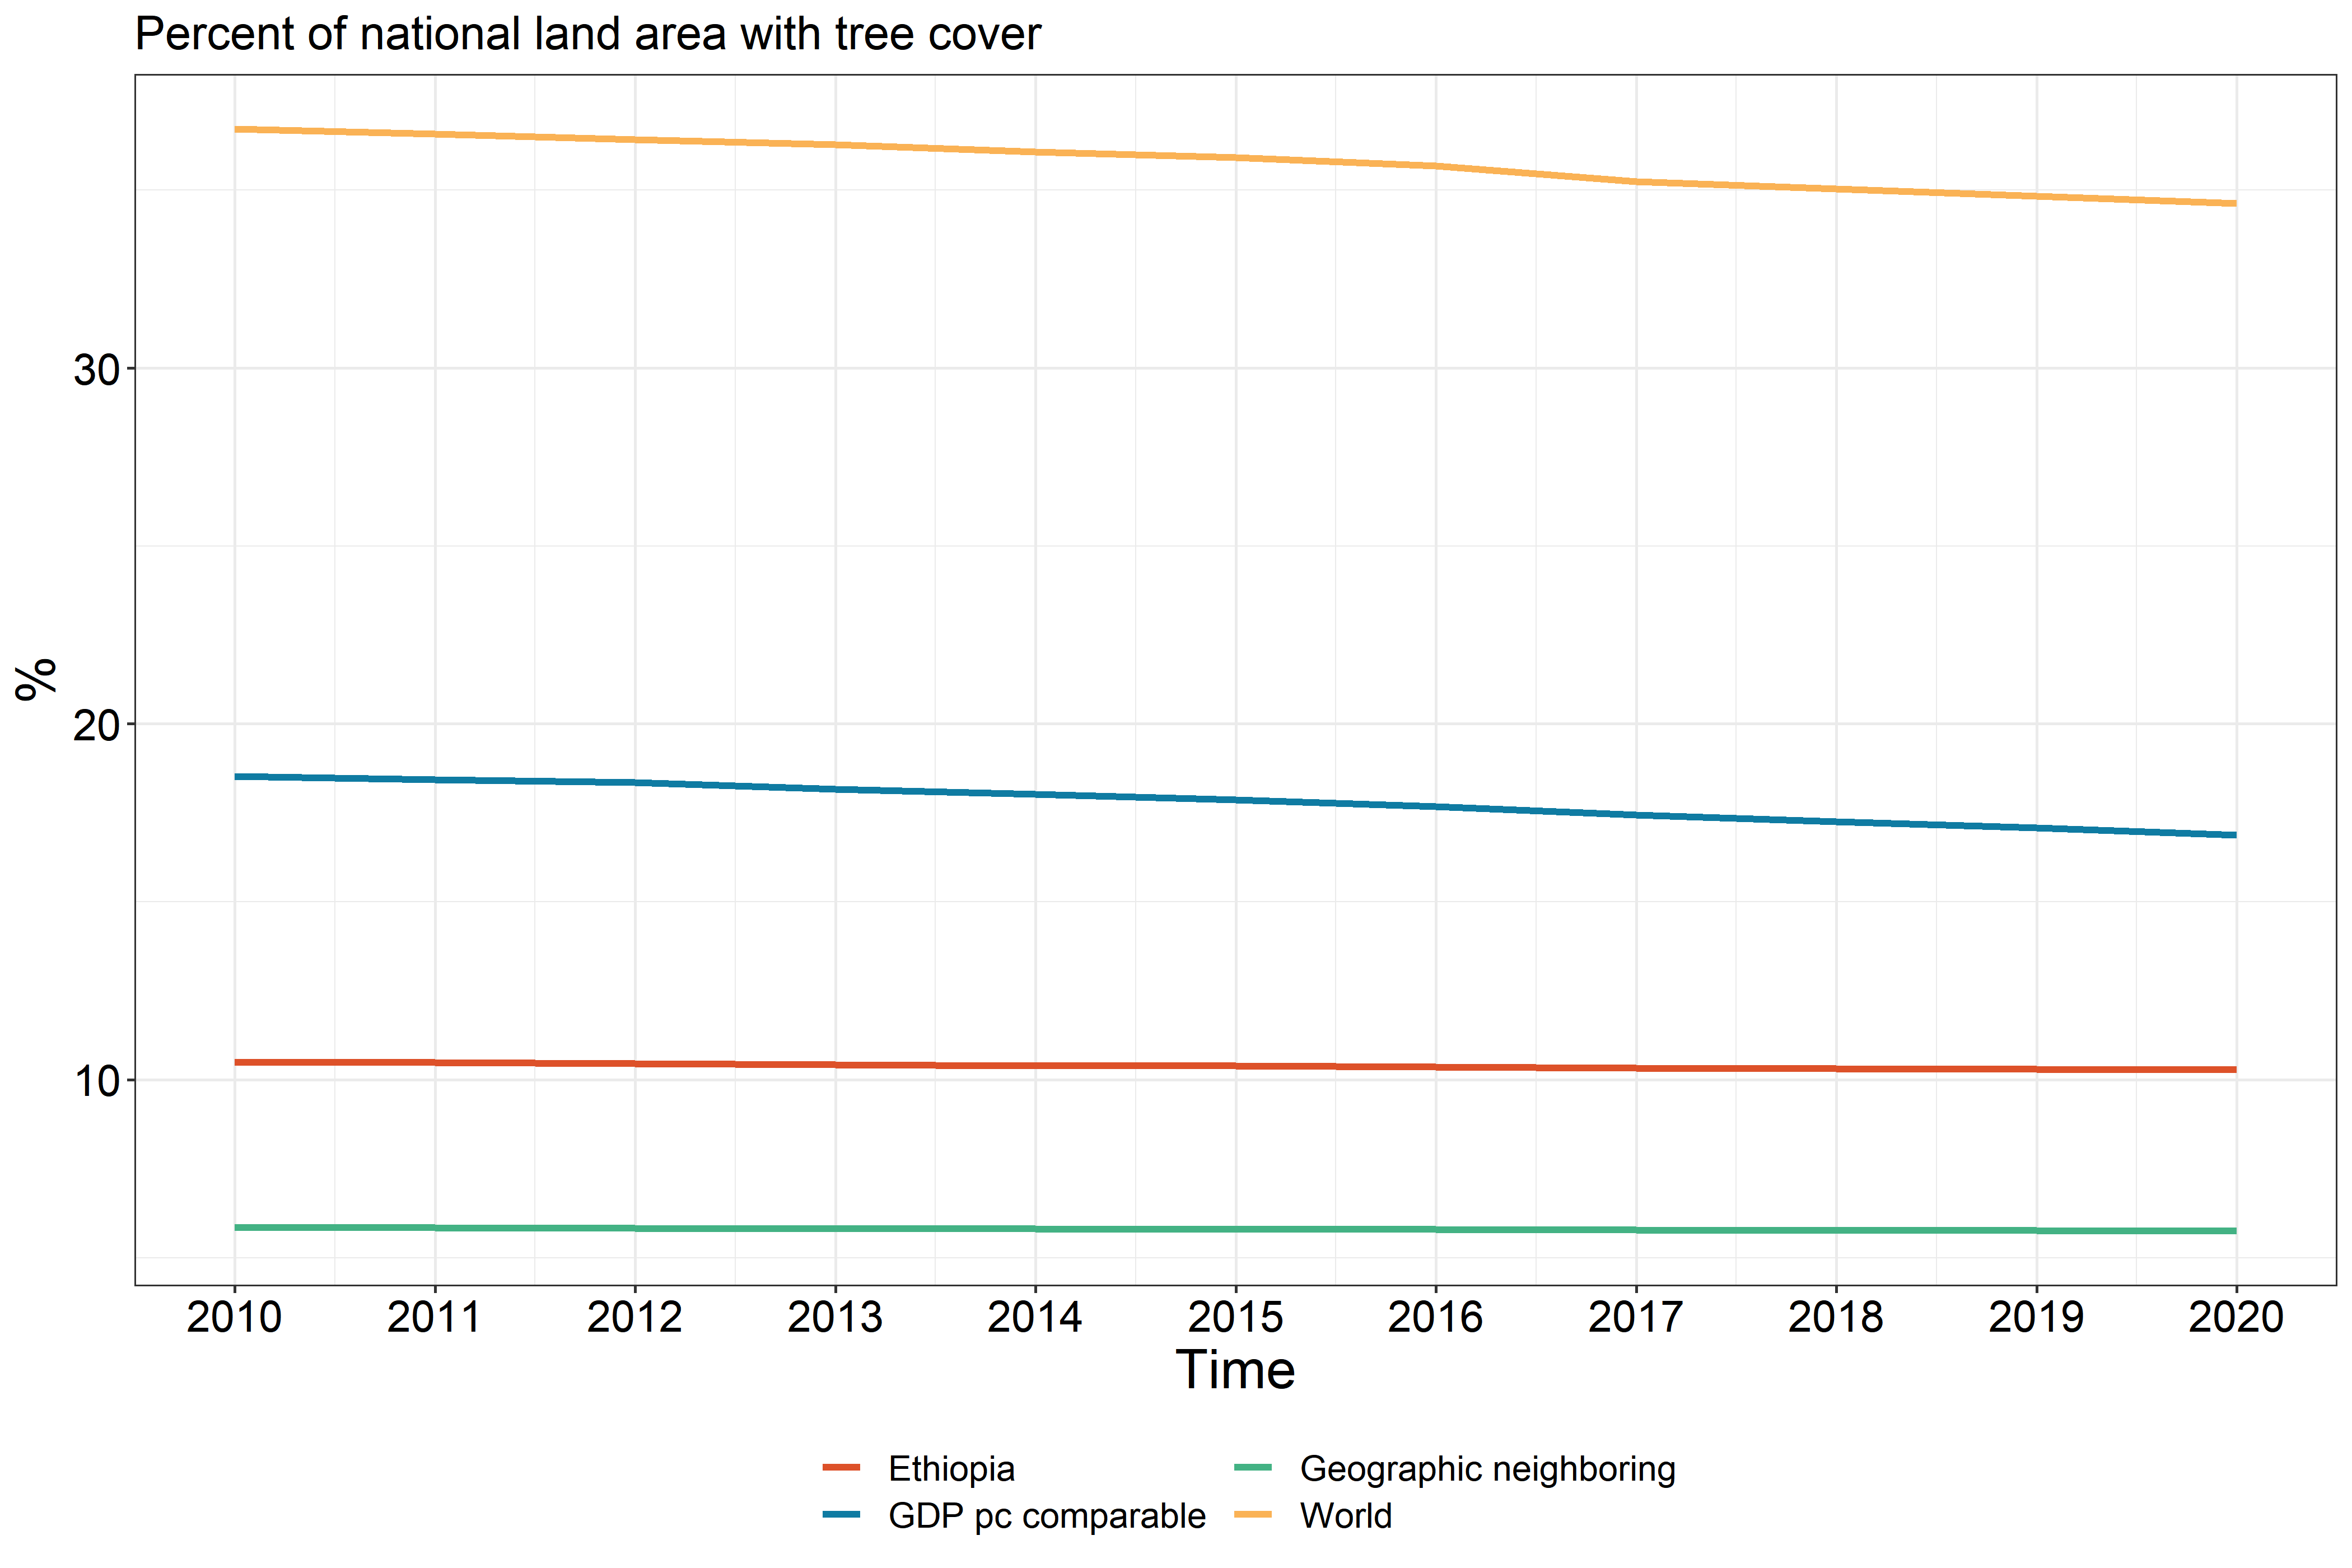 Percent of national land area with tree cover
%
30
20
10
2010 2011 2012 2013 2014 2015 2016 2017 2018 2019 2020
Time
Ethiopia Geographic neighboring
GDP pc comparable World